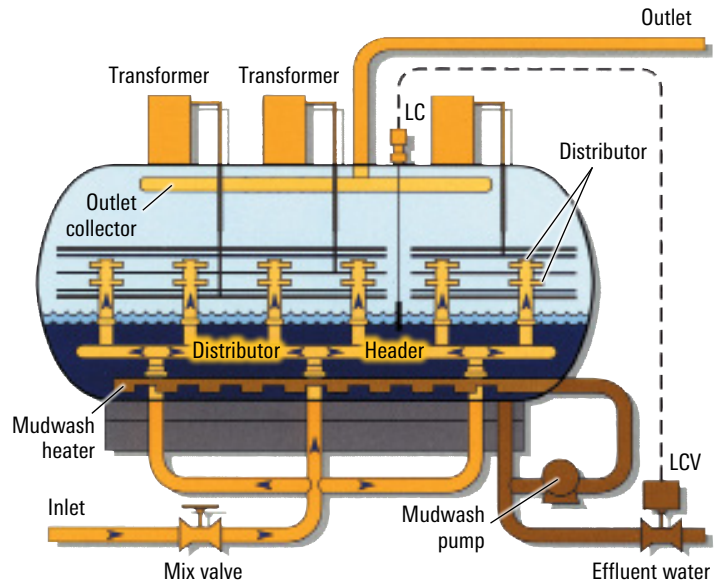 Outlet
Transformer
Transformer
LC
Distributor
Outlet
collector
Distributor
Header
Mudwash
heater
LCV
Inlet
Mudwash
pump
Mix valve
Effluent water